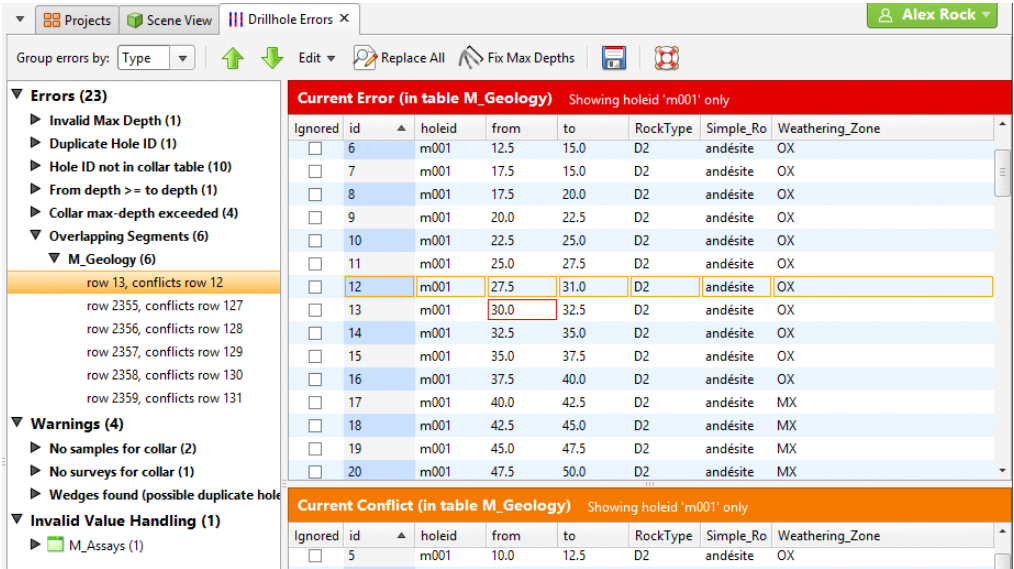 Projects Scene View Drillhole Errors ✕ Alex Rock
Group errors by: Type Edit Replace All Fix Max Depths
Errors (23)
Invalid Max Depth (1)
Duplicate Hole ID (1)
Hole ID not in collar table (10)
From depth >= to depth (1)
Collar max-depth exceeded (4)
Overlapping Segments (6)
M_Geology (6)
row 13, conflicts row 12
row 2355, conflicts row 127
row 2356, conflicts row 128
row 2357, conflicts row 129
row 2358, conflicts row 130
row 2359, conflicts row 131
Warnings (4)
No samples for collar (2)
No surveys for collar (1)
Wedges found (possible duplicate hole
Invalid Value Handling (1)
M_Assays (1)
Current Error (in table M_Geology) Showing holeid 'm001' only
Ignored id holeid from to RockType Simple_Ro Weathering_Zone
6 m001 12.5 15.0 D2 andésite OX
7 m001 17.5 15.0 D2 andésite OX
8 m001 17.5 20.0 D2 andésite OX
9 m001 20.0 22.5 D2 andésite OX
10 m001 22.5 25.0 D2 andésite OX
11 m001 25.0 27.5 D2 andésite OX
12 m001 27.5 31.0 D2 andésite OX
13 m001 30.0 32.5 D2 andésite OX
14 m001 32.5 35.0 D2 andésite OX
15 m001 35.0 37.5 D2 andésite OX
16 m001 37.5 40.0 D2 andésite OX
17 m001 40.0 42.5 D2 andésite MX
18 m001 42.5 45.0 D2 andésite MX
19 m001 45.0 47.5 D2 andésite MX
20 m001 47.5 50.0 D2 andésite MX
Current Conflict (in table M_Geology) Showing holeid 'm001' only
Ignored id holeid from to RockType Simple_Ro Weathering_Zone
5 m001 10.0 12.5 D2 andésite OX